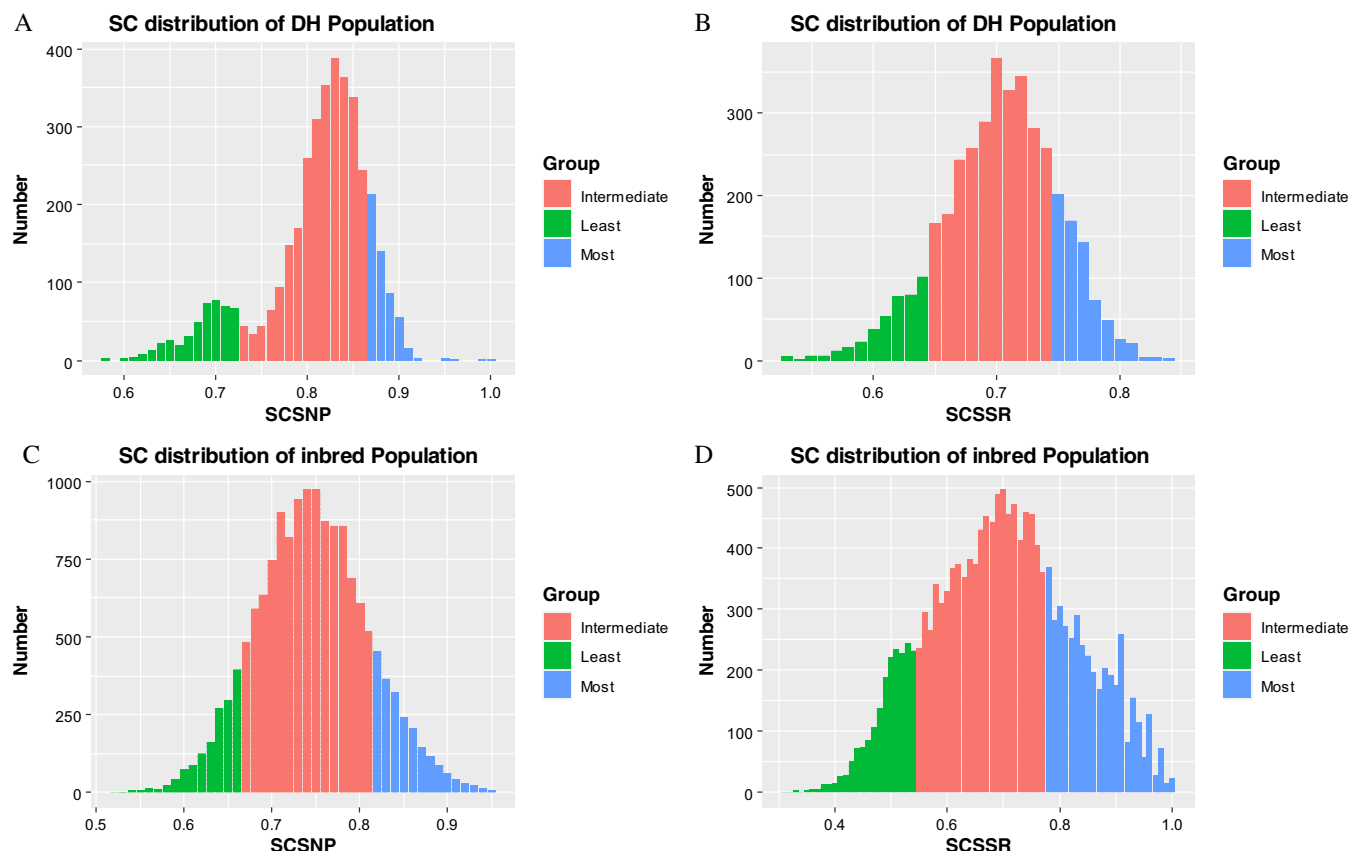 A
SC distribution of DH Population
400
300
200
100
0
Number
0.6 0.7 0.8 0.9 1.0
SCSNP
Group
Intermediate
Least
Most
B
SC distribution of DH Population
300
200
100
0
Number
0.6 0.7 0.8
SCSSR
Group
Intermediate
Least
Most
C
SC distribution of inbred Population
1000
750
500
250
0
Number
0.5 0.6 0.7 0.8 0.9
SCSNP
Group
Intermediate
Least
Most
D
SC distribution of inbred Population
500
400
300
200
100
0
Number
0.4 0.6 0.8 1.0
SCSSR
Group
Intermediate
Least
Most